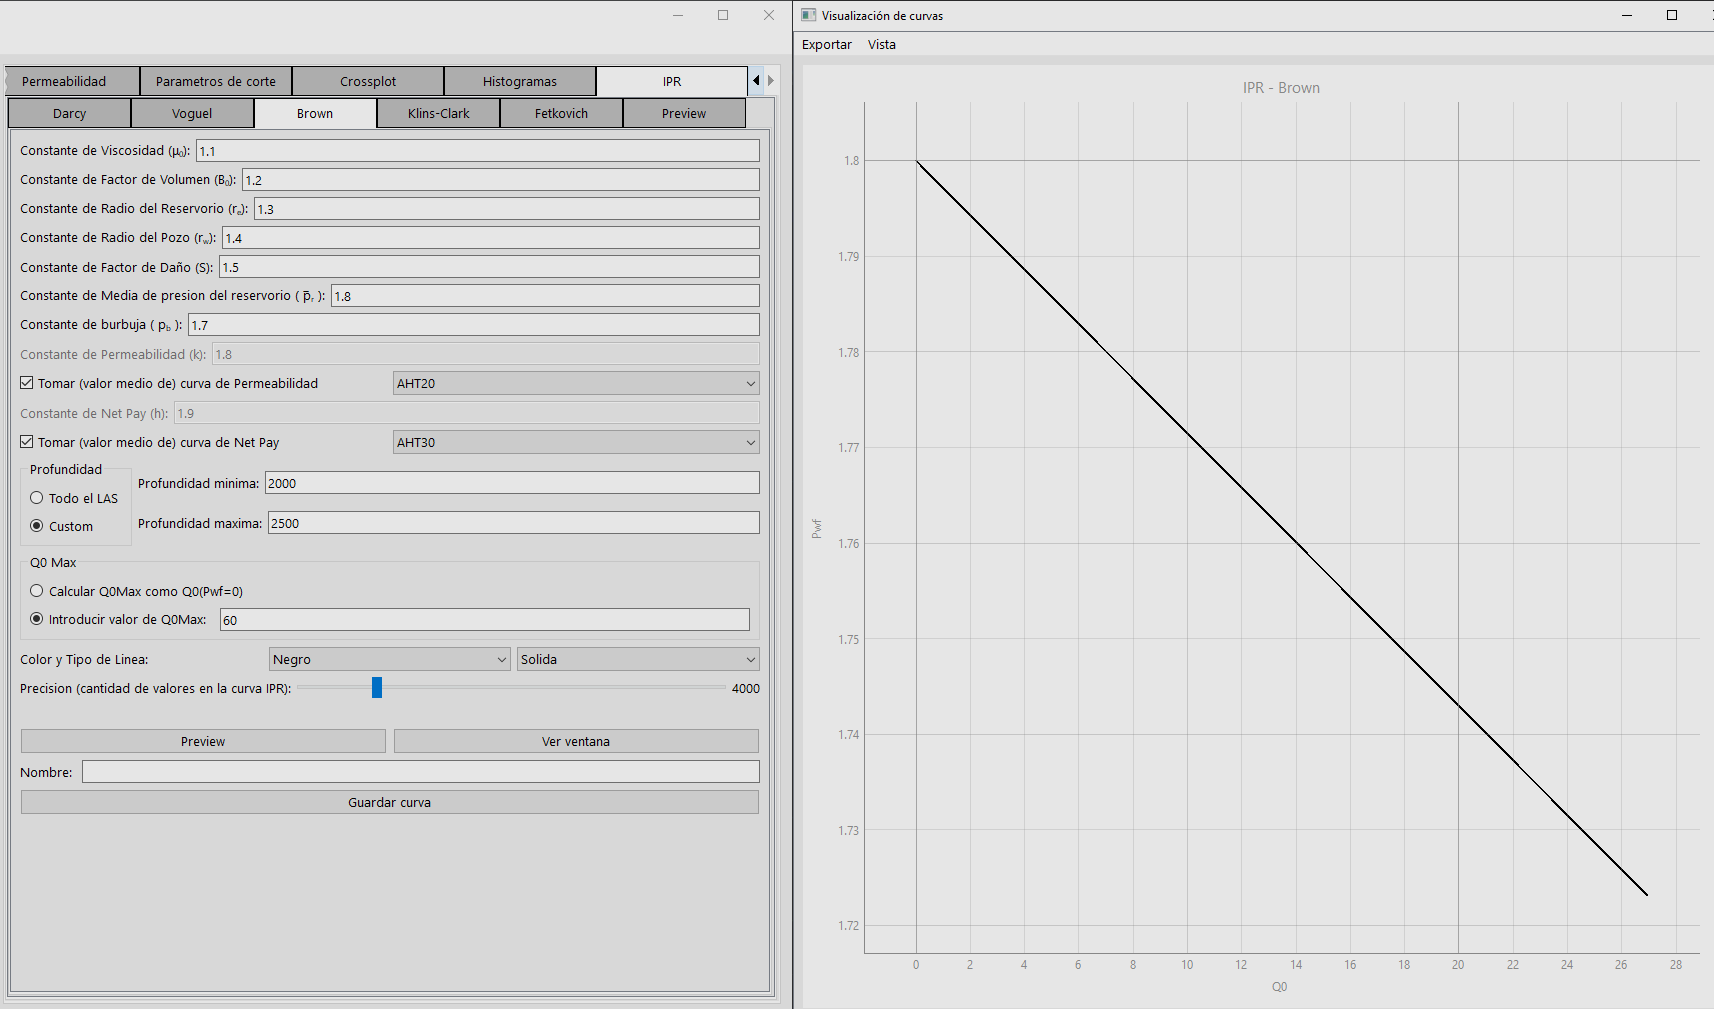 Permeabilidad Parametros de corte Crossplot Histogramas IPR
Darcy Voguel Brown Klins-Clark Fetkovich Preview
Constante de Viscosidad (μ₀): 1.1
Constante de Factor de Volumen (B₀): 1.2
Constante de Radio del Reservorio (rₑ): 1.3
Constante de Radio del Pozo (r_w): 1.4
Constante de Factor de Daño (S): 1.5
Constante de Media de presion del reservorio ( p̅ᵣ ): 1.8
Constante de burbuja ( p_b ): 1.7
Constante de Permeabilidad (k): 1.8
Tomar (valor medio de) curva de Permeabilidad AHT20
Constante de Net Pay (h): 1.9
Tomar (valor medio de) curva de Net Pay AHT30
Profundidad
Todo el LAS
Custom
Profundidad minima: 2000
Profundidad maxima: 2500
Q0 Max
Calcular Q0Max como Q0(Pwf=0)
Introducir valor de Q0Max: 60
Color y Tipo de Linea: Negro Solida
Precision (cantidad de valores en la curva IPR): 4000
Preview Ver ventana
Nombre:
Guardar curva
Visualización de curvas
Exportar Vista
IPR - Brown
1.8
1.79
1.78
1.77
1.76
1.75
1.74
1.73
1.72
Pwf
0 2 4 6 8 10 12 14 16 18 20 22 24 26 28
Q0